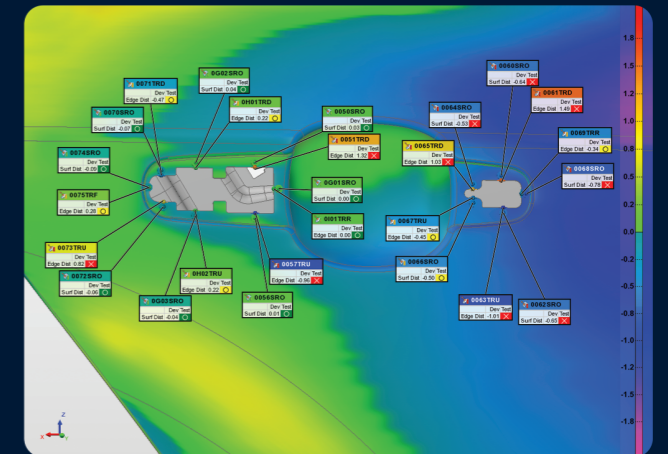 0071TRD
Dev Test
Edge Dist -0.47
0G02SRO
Dev Test
Surf Dist 0.04
0070SRO
Dev Test
Surf Dist -0.07
0H01TRD
Dev Test
Edge Dist 0.22
0050SRO
Dev Test
Surf Dist 0.03
0051TRD
Dev Test
Edge Dist 1.32
0074SRO
Dev Test
Surf Dist -0.09
0075TRF
Dev Test
Edge Dist 0.28
0G01SRO
Dev Test
Surf Dist 0.00
0I01TRR
Dev Test
Edge Dist 0.00
0073TRU
Dev Test
Edge Dist 0.82
0072SRO
Dev Test
Surf Dist -0.06
0H02TRU
Dev Test
Edge Dist 0.22
0G03SRO
Dev Test
Surf Dist -0.04
0057TRU
Dev Test
Edge Dist -0.96
0056SRO
Dev Test
Surf Dist 0.01
0060SRO
Dev Test
Surf Dist -0.64
0061TRD
Dev Test
Edge Dist 1.49
0064SRO
Dev Test
Surf Dist -0.53
0065TRD
Dev Test
Edge Dist 1.03
0069TRR
Dev Test
Edge Dist -0.34
0068SRO
Dev Test
Surf Dist -0.78
0067TRU
Dev Test
Edge Dist -0.45
0066SRO
Dev Test
Surf Dist -0.50
0063TRU
Dev Test
Edge Dist -1.01
0062SRO
Dev Test
Surf Dist -0.65
1.8
1.5
1.2
1.0
0.8
0.5
0.2
0.0
-0.2
-0.5
-0.8
-1.0
-1.2
-1.5
-1.8
Z
X
Y